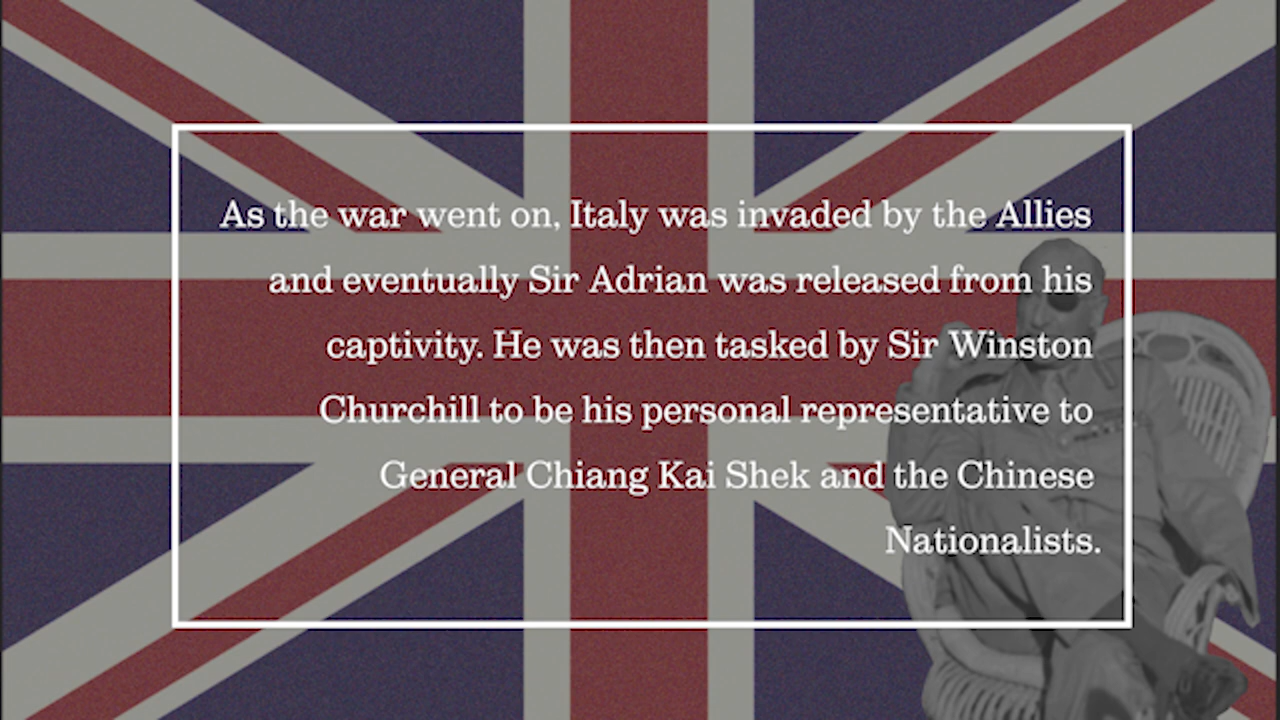 As the war went on, Italy was invaded by the Allies
and eventually Sir Adrian was released from his
captivity. He was then tasked by Sir Winston
Churchill to be his personal representative to
General Chiang Kai Shek and the Chinese
Nationalists.